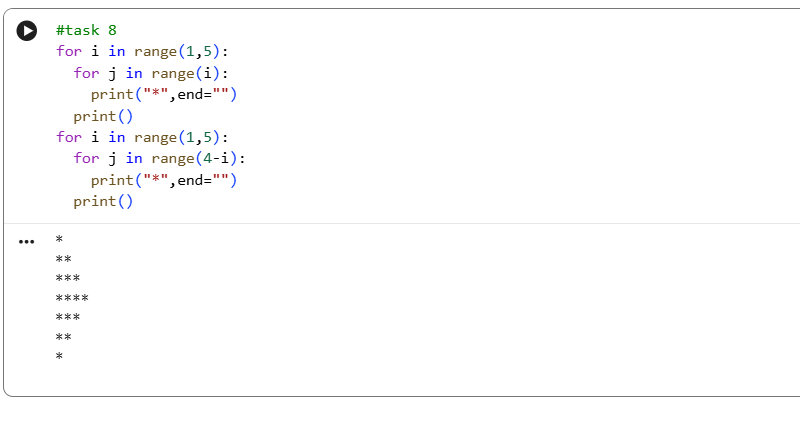 #task 8
for i in range(1,5):
  for j in range(i):
    print("*",end="")
  print()
for i in range(1,5):
  for j in range(4-i):
    print("*",end="")
  print()
*
**
***
****
***
**
*